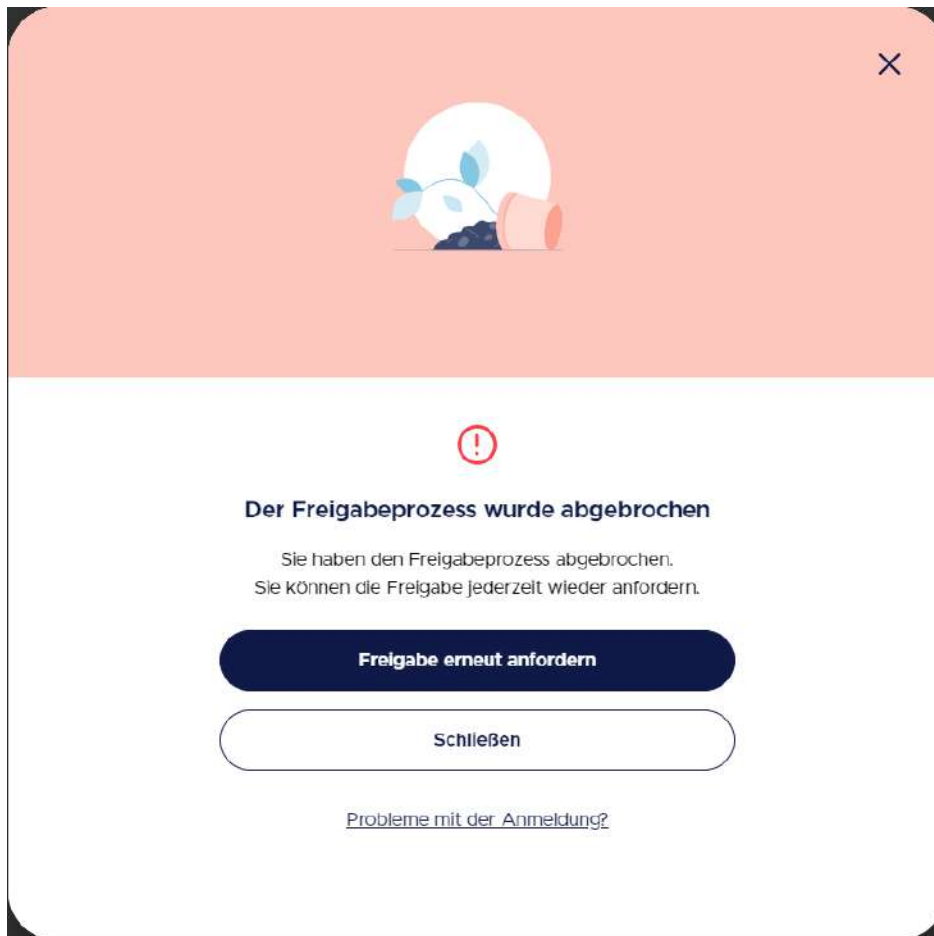 Der Freigabeprozess wurde abgebrochen
Sie haben den Freigabeprozess abgebrochen.
Sie können die Freigabe jederzeit wieder anfordern.
Freigabe erneut anfordern
Schließen
Probleme mit der Anmeldung?